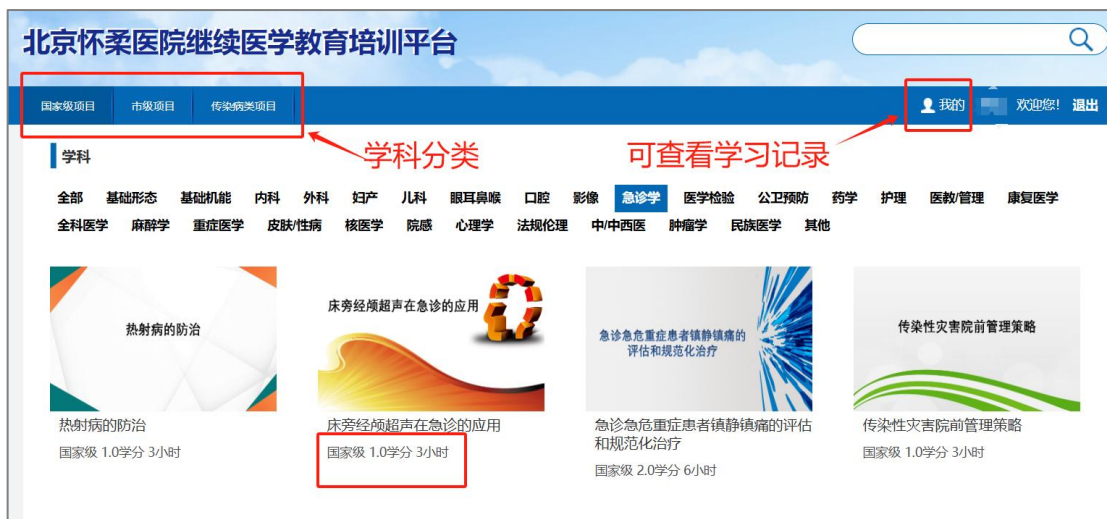 北京怀柔医院继续医学教育培训平台
国家级项目 市级项目 传染病类项目 我的 欢迎您! 退出
学科分类 可查看学习记录
学科
全部 基础形态 基础机能 内科 外科 妇产 儿科 眼耳鼻喉 口腔 影像 急诊学 医学检验 公卫预防 药学 护理 医教/管理 康复医学
全科医学 麻醉学 重症医学 皮肤/性病 核医学 院感 心理学 法规伦理 中/中西医 肿瘤学 民族医学 其他
热射病的防治
床旁经颅超声在急诊的应用
急诊急危重症患者镇静镇痛的
评估和规范化治疗
传染性灾害院前管理策略
热射病的防治
国家级 1.0学分 3小时
床旁经颅超声在急诊的应用
国家级 1.0学分 3小时
急诊急危重症患者镇静镇痛的评估
和规范化治疗
国家级 2.0学分 6小时
传染性灾害院前管理策略
国家级 1.0学分 3小时